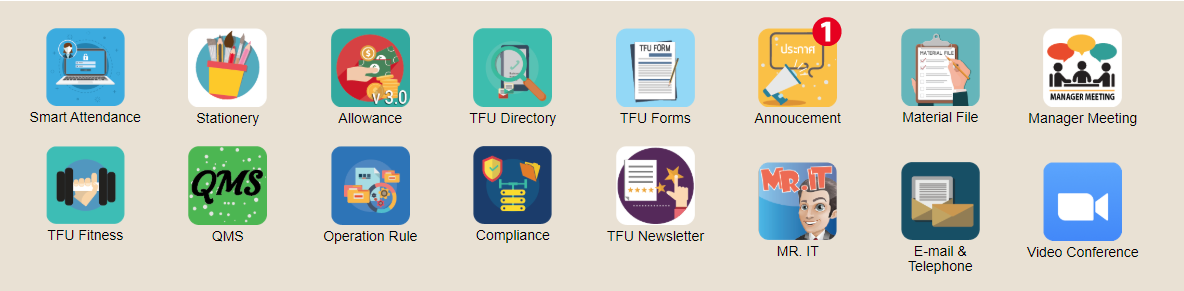 TFU FORM
1
ประกาศ
MATERIAL FILE
MANAGER MEETING
v 3.0
Smart Attendance
Stationery
Allowance
TFU Directory
TFU Forms
Annoucement
Material File
Manager Meeting
QMS
MR.IT
TFU Fitness
QMS
Operation Rule
Compliance
TFU Newsletter
MR. IT
E-mail &
Telephone
Video Conference